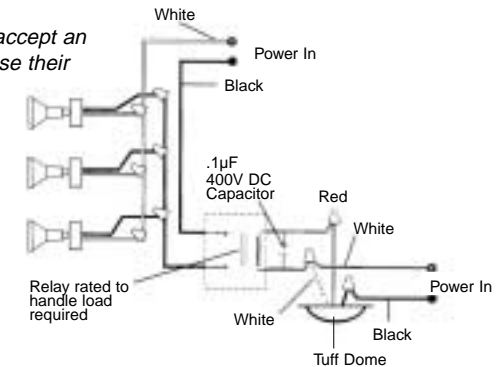 accept an
se their
White
Power In
Black
.1µF
400V DC
Capacitor
Red
White
Relay rated to
handle load
required
Power In
White
Black
Tuff Dome